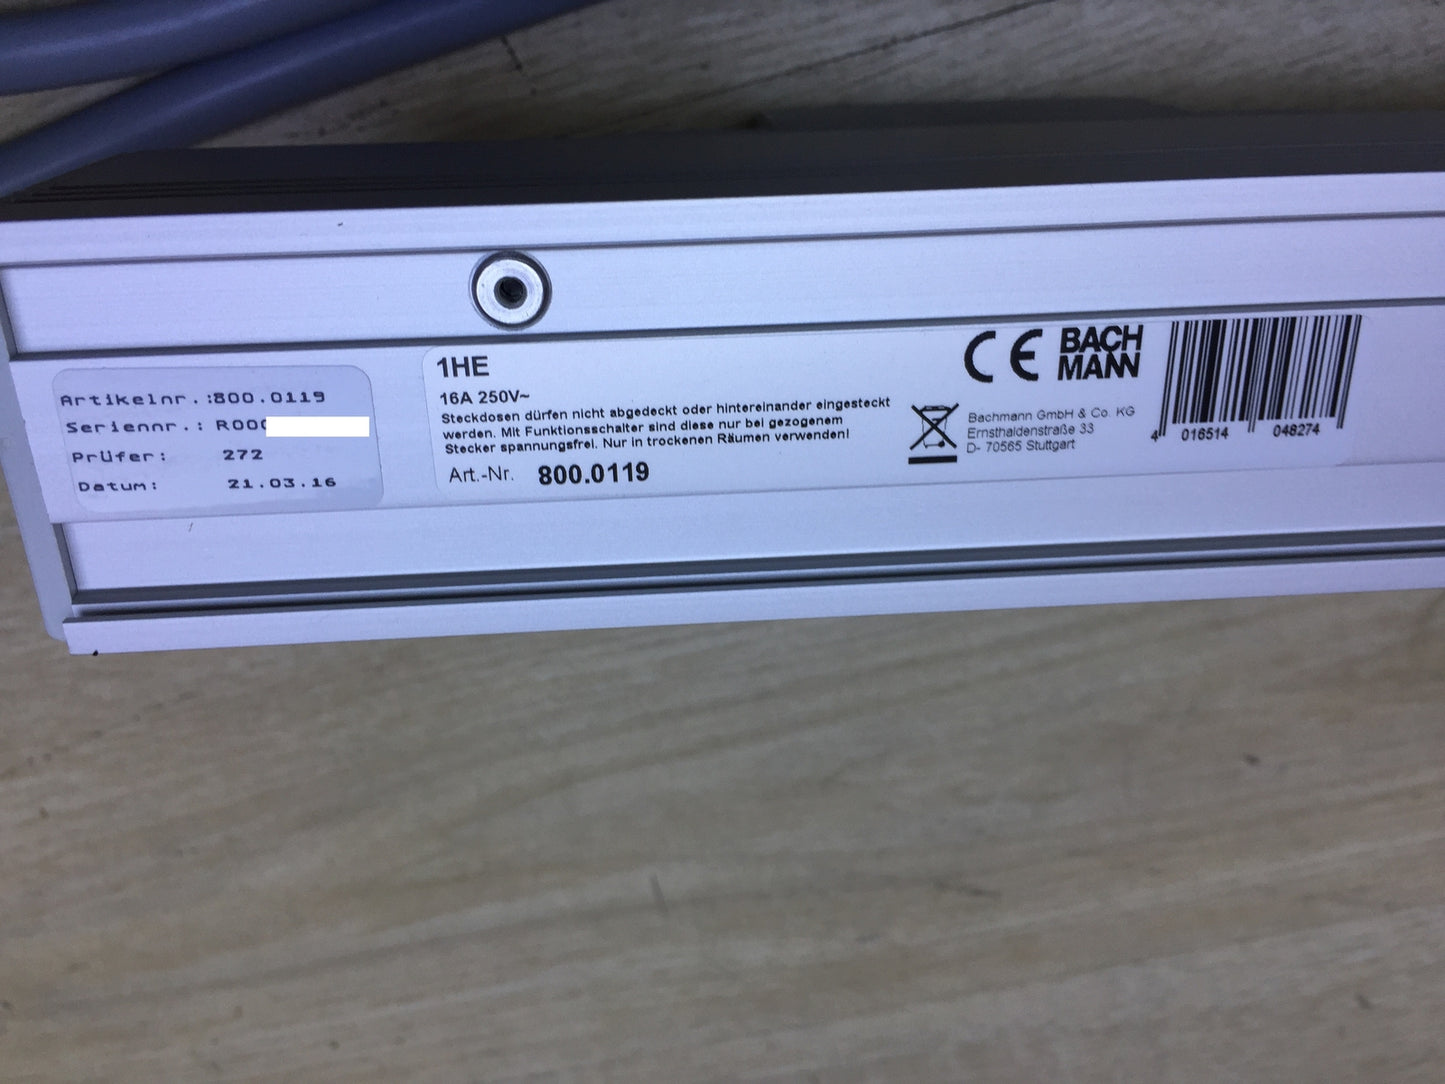 Artikelnr.:800.0119
Seriennr.: R000
Prüfer: 272
Datum: 21.03.16
1HE
16A 250V~
Steckdosen dürfen nicht abgedeckt oder hintereinander eingesteckt
werden. Mit Funktionsschalter sind diese nur bei gezogenem
Stecker spannungsfrei. Nur in trockenen Räumen verwenden!
Art.-Nr. 800.0119
CE
BACH
MANN
Bachmann GmbH & Co. KG
Ernsthaldenstraße 33
D- 70565 Stuttgart
4 016514 048274